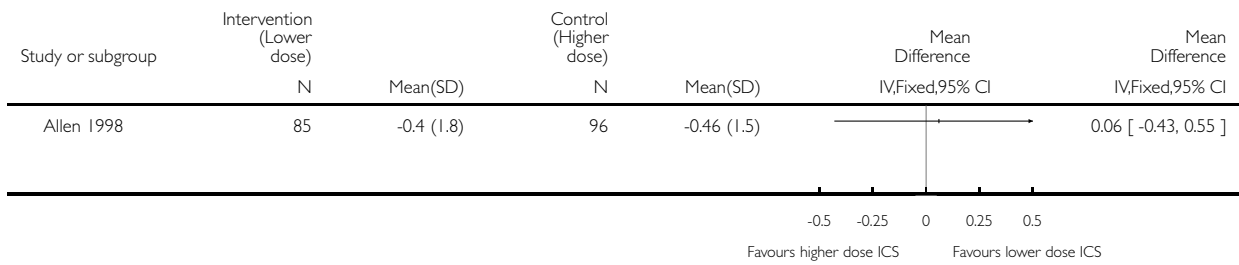 Study or subgroup
Intervention
(Lower
dose)
Control
(Higher
dose)
Mean
Difference
Mean
Difference
N Mean(SD) N Mean(SD) IV,Fixed,95% CI IV,Fixed,95% CI
Allen 1998 85 -0.4 (1.8) 96 -0.46 (1.5) 0.06 [ -0.43, 0.55 ]
-0.5 -0.25 0 0.25 0.5
Favours higher dose ICS Favours lower dose ICS